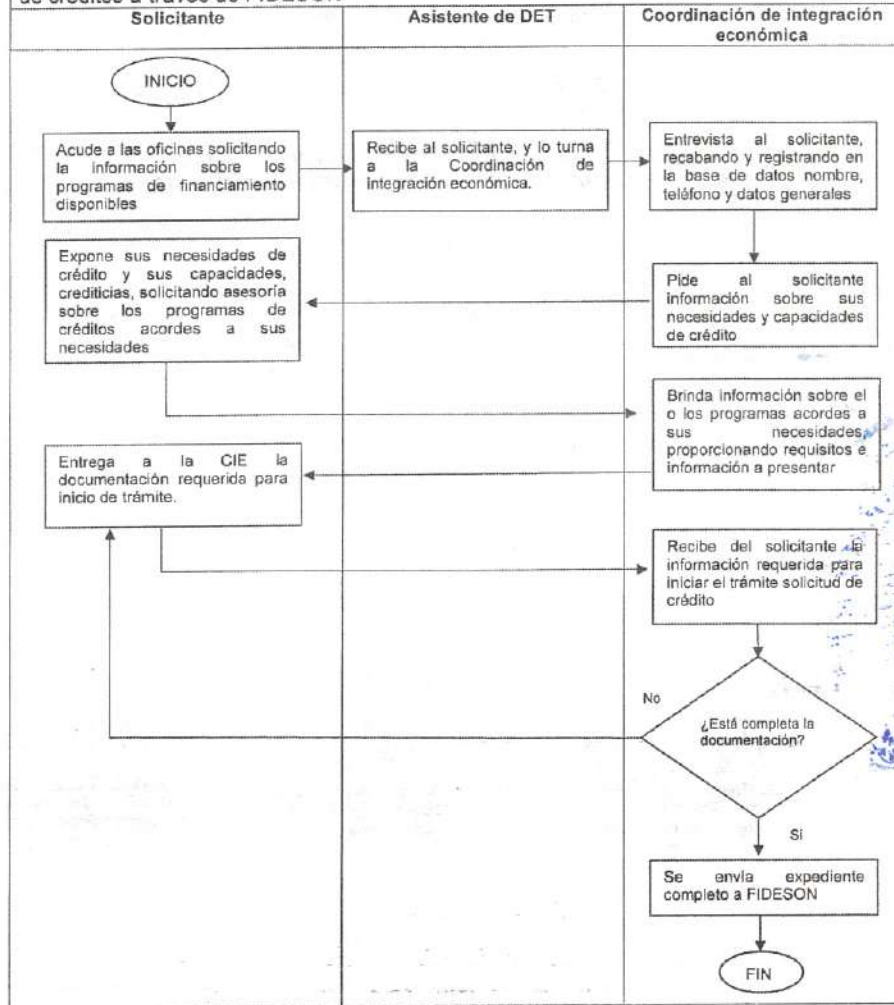 de créditos a través de FIDESON
Solicitante
Asistente de DET
Coordinación de integración
económica
INICIO
Acude a las oficinas solicitando
la información sobre los
programas de financiamiento
disponibles
Recibe al solicitante, y lo turna
a la Coordinación de
integración económica.
Entrevista al solicitante,
recabando y registrando en
la base de datos nombre,
teléfono y datos generales
Expone sus necesidades de
crédito y sus capacidades,
crediticias, solicitando asesoría
sobre los programas de
créditos acordes a sus
necesidades
Pide al solicitante
información sobre sus
necesidades y capacidades
de crédito
Brinda información sobre el
o los programas acordes a
sus necesidades,
proporcionando requisitos e
información a presentar
Entrega a la CIE la
documentación requerida para
inicio de trámite.
Recibe del solicitante la
información requerida para
iniciar el trámite solicitud de
crédito
No
¿Está completa la
documentación?
Si
Se envía expediente
completo a FIDESON
FIN